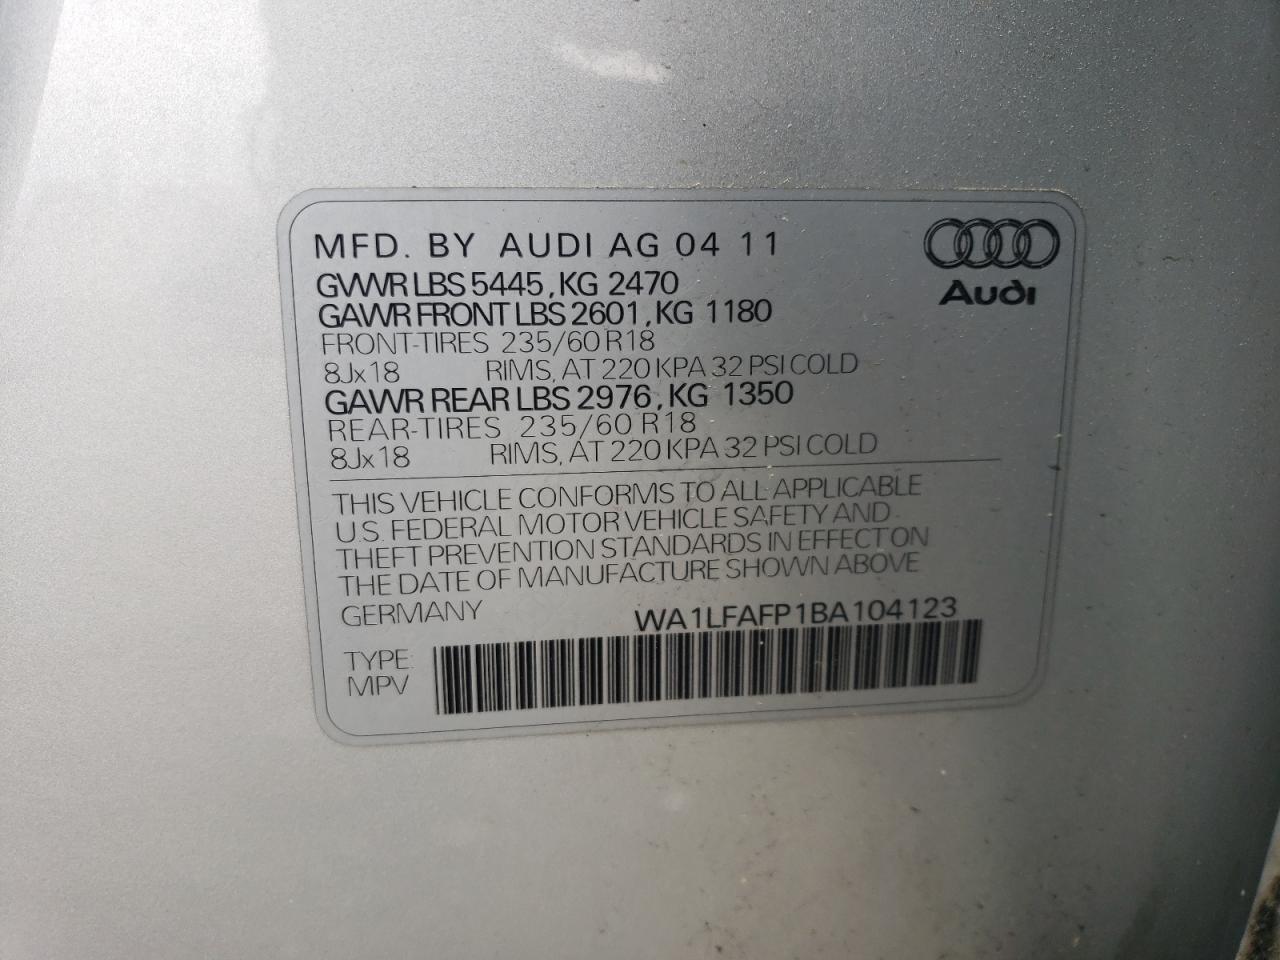 MFD. BY AUDI AG 04 11
Audi
GVWR LBS 5445, KG 2470
GAWR FRONT LBS 2601, KG 1180
FRONT-TIRES 235/60 R18
8Jx18 RIMS, AT 220 KPA 32 PSI COLD
GAWR REAR LBS 2976, KG 1350
REAR-TIRES 235/60 R18
8Jx18 RIMS, AT 220 KPA 32 PSI COLD
THIS VEHICLE CONFORMS TO ALL APPLICABLE
U.S. FEDERAL MOTOR VEHICLE SAFETY AND
THEFT PREVENTION STANDARDS IN EFFECT ON
THE DATE OF MANUFACTURE SHOWN ABOVE
GERMANY WA1LFAFP1BA104123
TYPE:
MPV